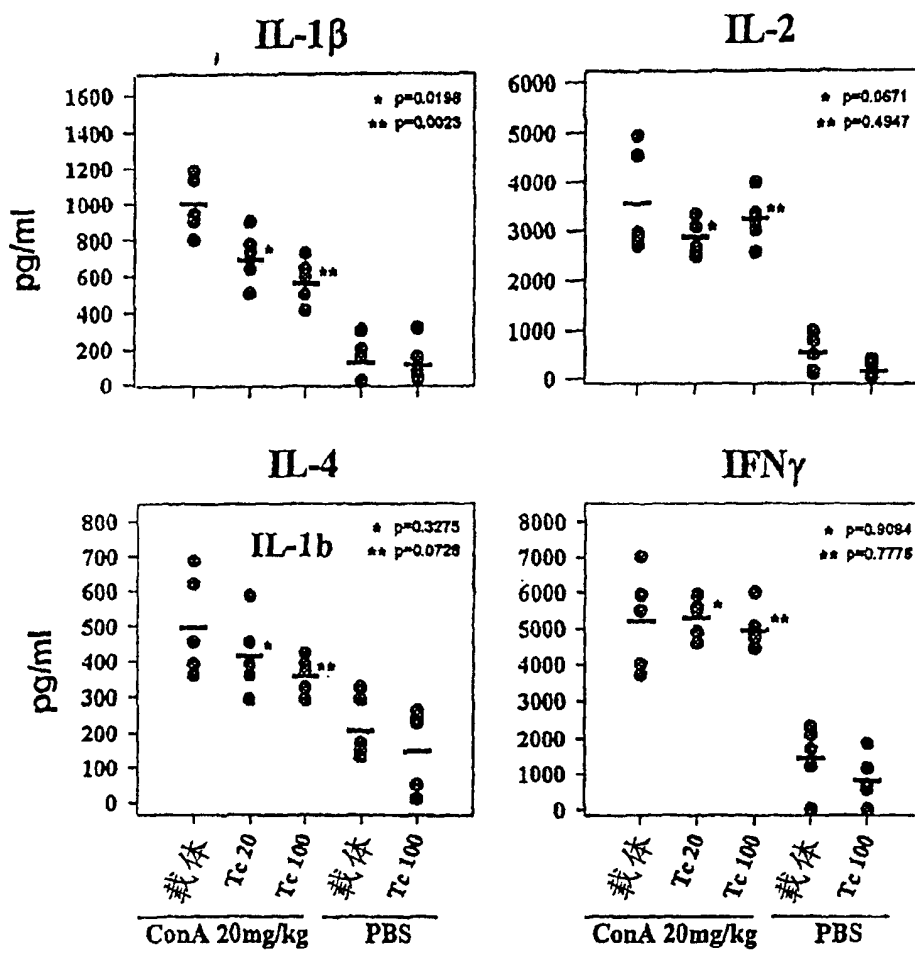 IL-1β
IL-2
1600
1400
1200
1000
800
600
400
200
0
pg/ml
* p=0.0198
** p=0.0023
6000
5000
4000
3000
2000
1000
0
* p=0.0671
** p=0.4947
*
**
*
**
IL-4
IFNγ
800
700
600
500
400
300
200
100
0
pg/ml
IL-1b
* p=0.3275
** p=0.0726
8000
7000
6000
5000
4000
3000
2000
1000
0
* p=0.9084
** p=0.7775
*
**
*
**
载体 Tc 20 Tc 100 载体 Tc 100
载体 Tc 20 Tc 100 载体 Tc 100
ConA 20mg/kg PBS
ConA 20mg/kg PBS